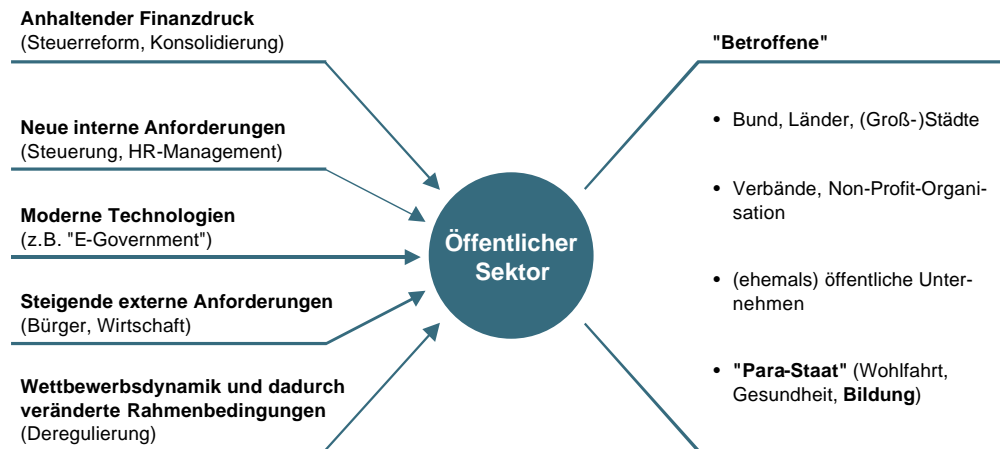 Anhaltender Finanzdruck
(Steuerreform, Konsolidierung)
Neue interne Anforderungen
(Steuerung, HR-Management)
Moderne Technologien
(z.B. "E-Government")
Steigende externe Anforderungen
(Bürger, Wirtschaft)
Wettbewerbsdynamik und dadurch
veränderte Rahmenbedingungen
(Deregulierung)
Öffentlicher
Sektor
"Betroffene"
• Bund, Länder, (Groß-)Städte
• Verbände, Non-Profit-Organi-
sation
• (ehemals) öffentliche Unter-
nehmen
• "Para-Staat" (Wohlfahrt,
Gesundheit, Bildung)